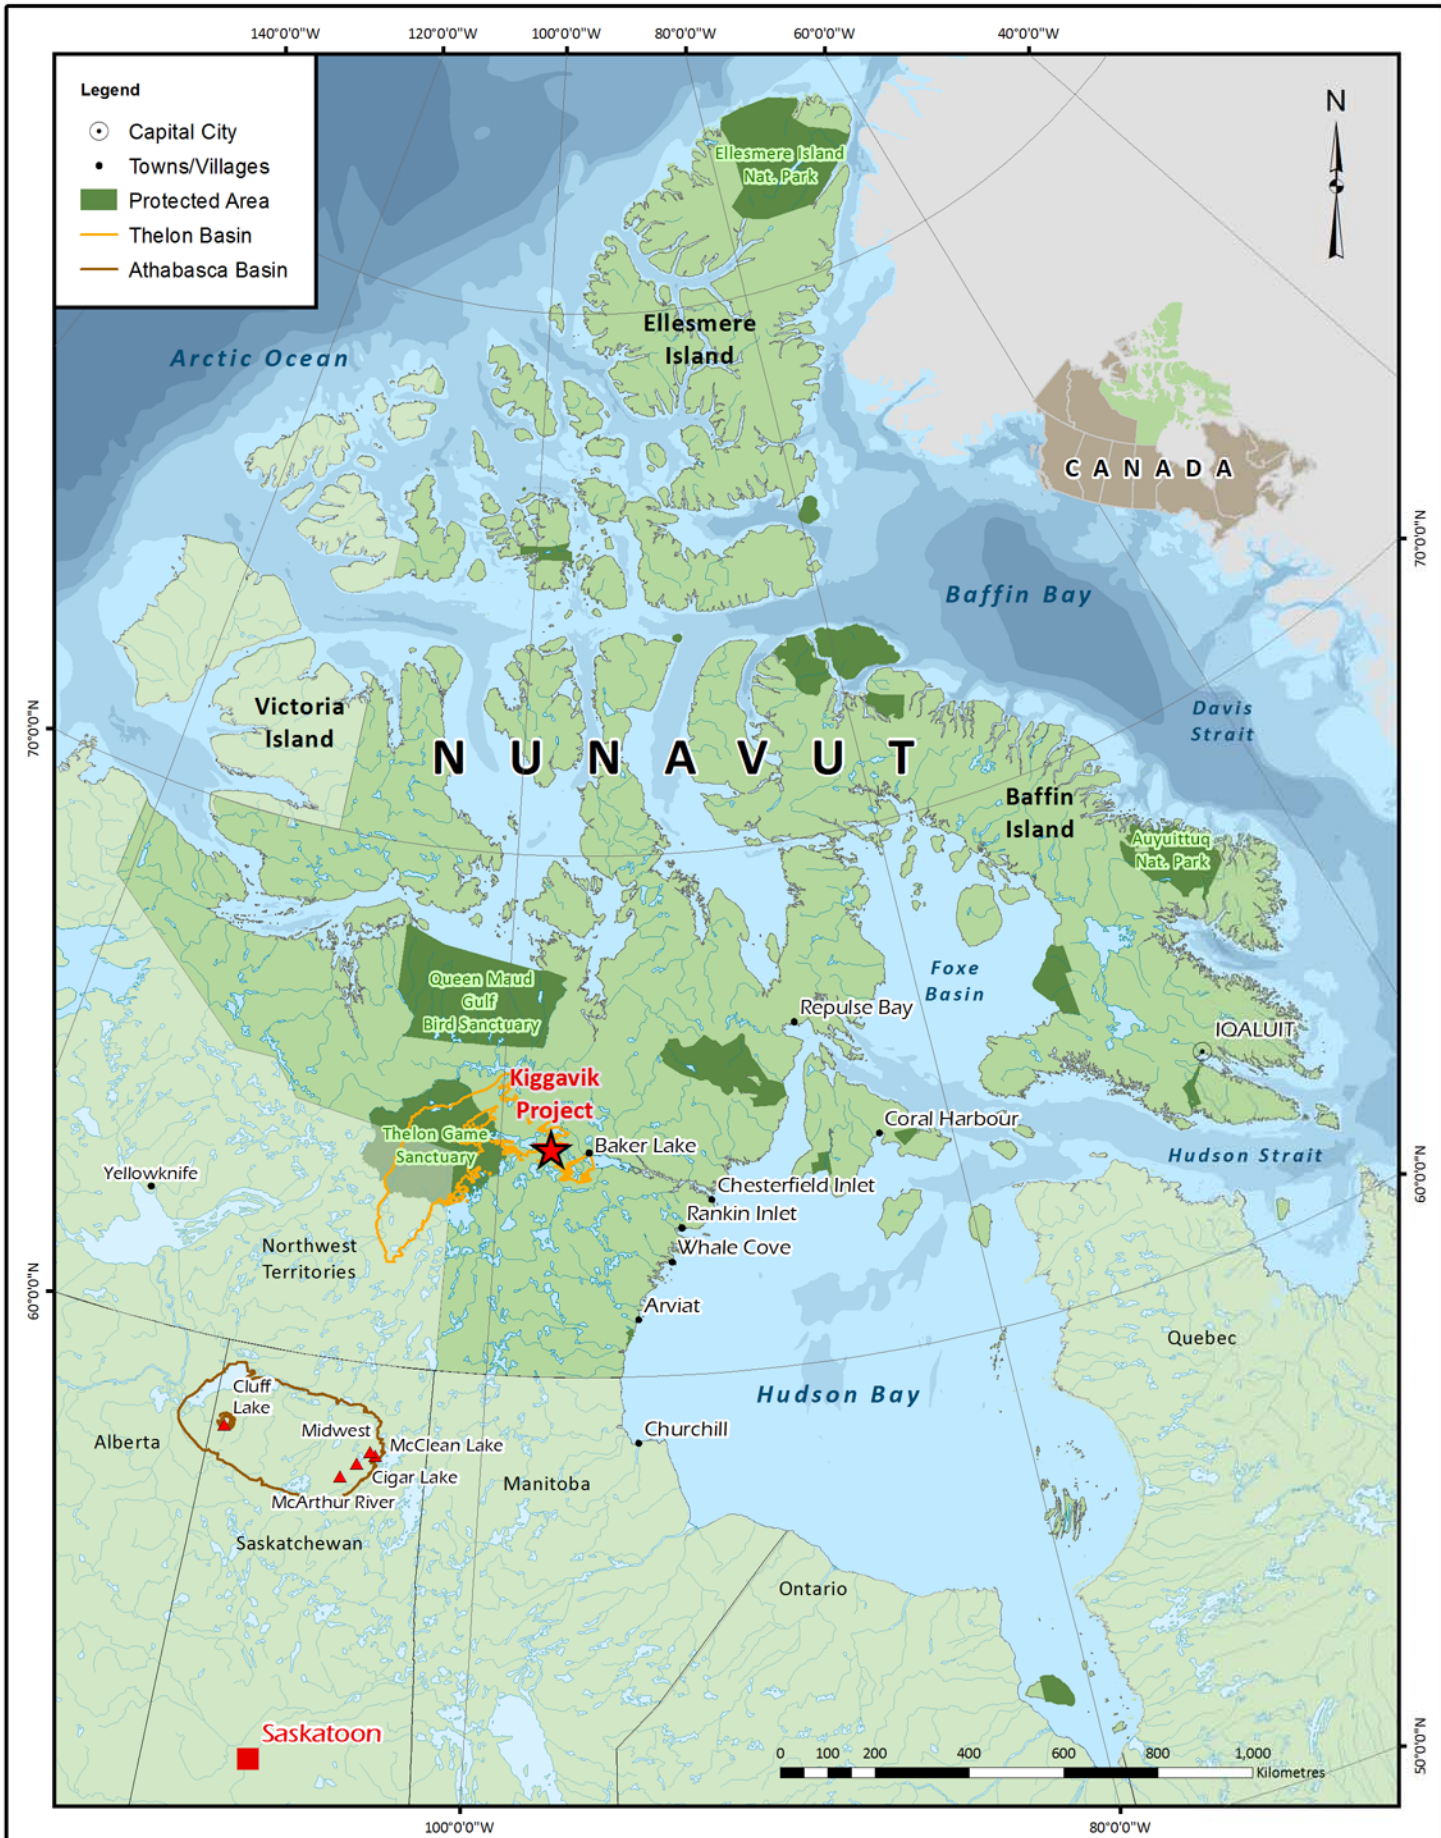 140°0'0"W
120°0'0"W
100°0'0"W
80°0'0"W
60°0'0"W
40°0'0"W
Legend
Capital City
Towns/Villages
Protected Area
Thelon Basin
Athabasca Basin
N
Ellesmere Island
Nat. Park
Ellesmere
Island
Arctic Ocean
CANADA
70°0'0"N
Baffin Bay
Victoria
Island
Davis
Strait
70°0'0"N
NUNAVUT
Baffin
Island
Auyuittuq
Nat. Park
Queen Maud
Gulf
Bird Sanctuary
Foxe
Basin
Repulse Bay
IQALUIT
Kiggavik
Project
Coral Harbour
Thelon Game
Sanctuary
Baker Lake
Hudson Strait
60°0'0"N
Yellowknife
Chesterfield Inlet
Rankin Inlet
Whale Cove
Northwest
Territories
60°0'0"N
Arviat
Quebec
Cluff
Lake
Hudson Bay
Midwest
Churchill
Alberta
McClean Lake
Cigar Lake
Manitoba
McArthur River
Saskatchewan
Ontario
Saskatoon
50°0'0"N
0 100 200 400 600 800 1,000
Kilometres
100°0'0"W
80°0'0"W